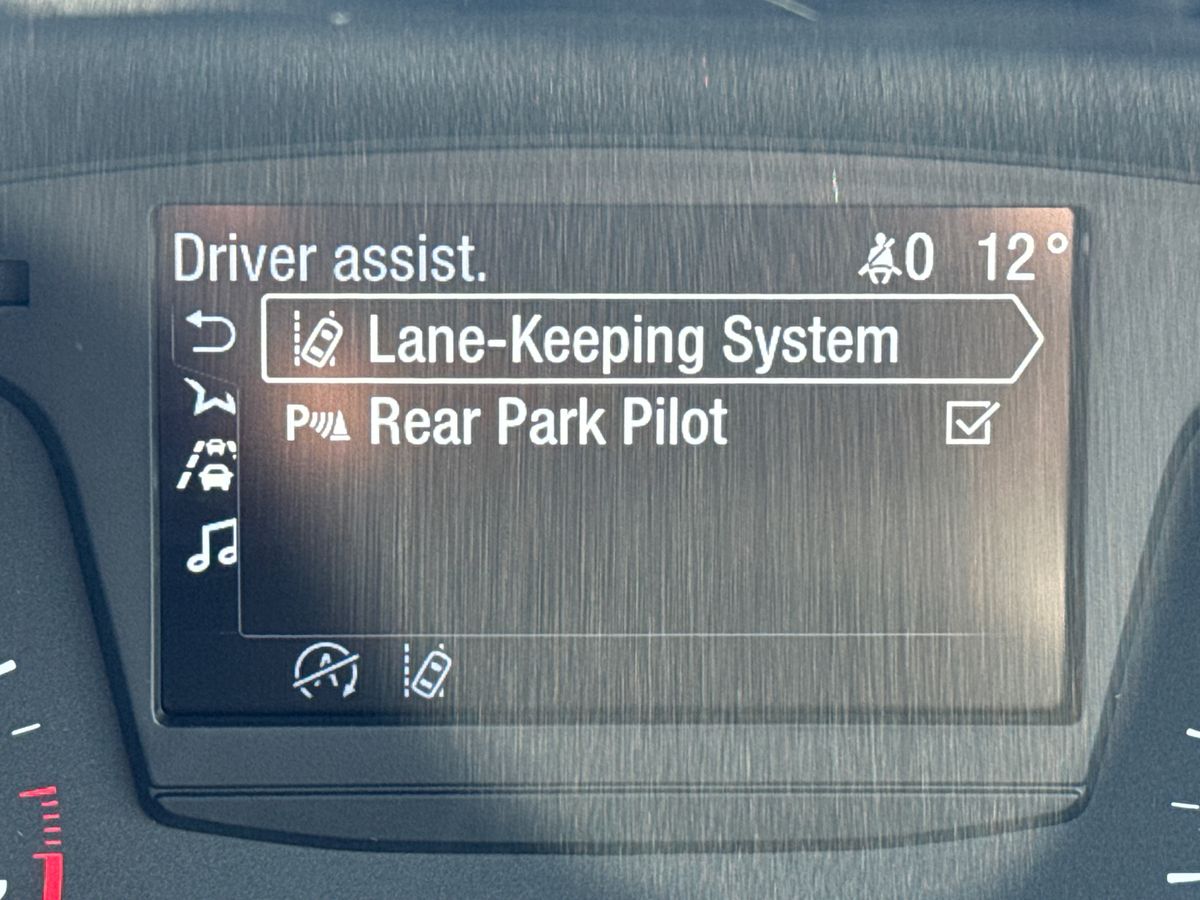 Driver assist. 0 12°
Lane-Keeping System
P Rear Park Pilot
A